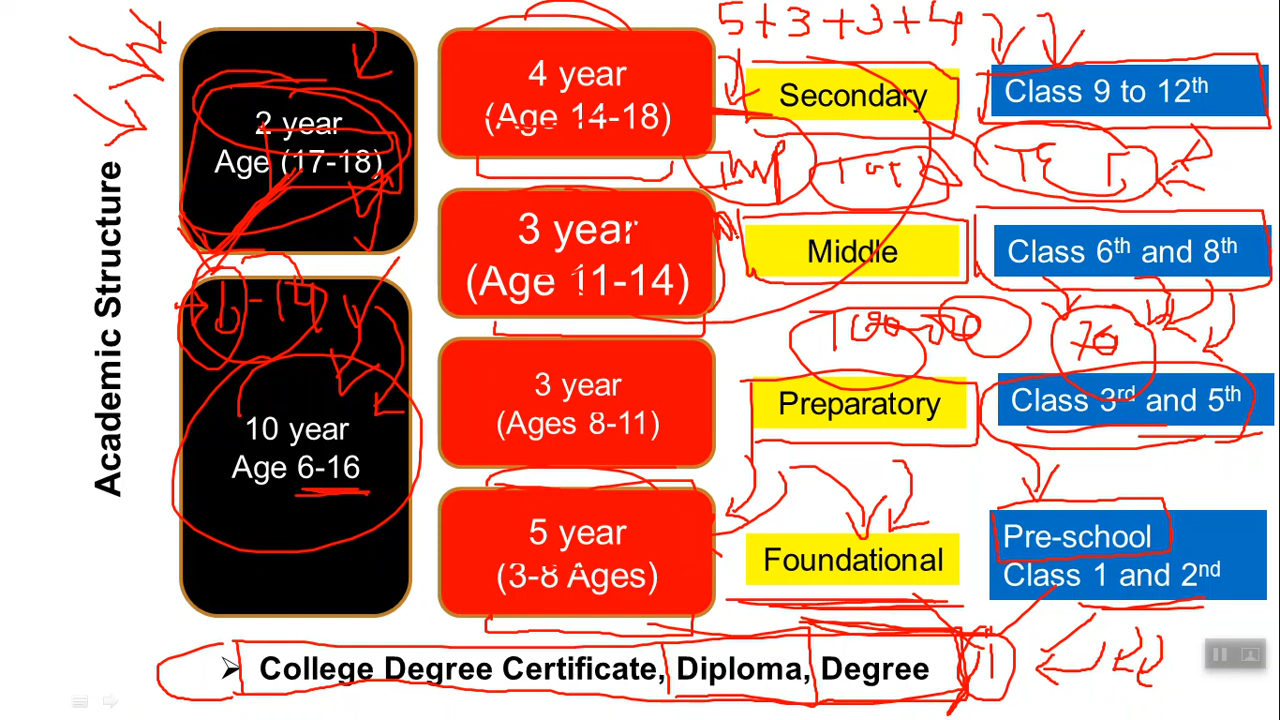 5+3+3+4
2 year
Age (17-18)
4 year
(Age 14-18)
Secondary
Class 9 to 12th
Imp
3 year
(Age 11-14)
Middle
Class 6th and 8th
Academic Structure
10 year
Age 6-16
3 year
(Ages 8-11)
Preparatory
Class 3rd and 5th
5 year
(3-8 Ages)
Foundational
Pre-school
Class 1 and 2nd
➢ College Degree Certificate, Diploma, Degree